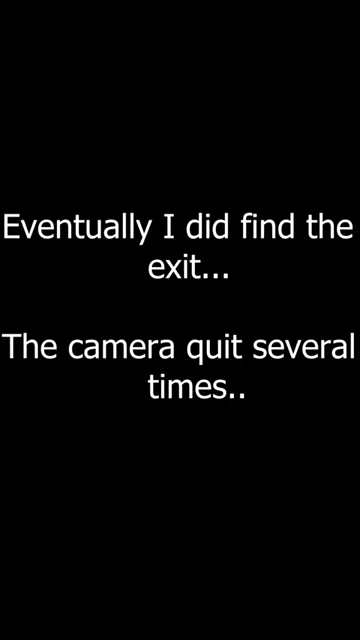 Eventually I did find the
exit...
The camera quit several
times..